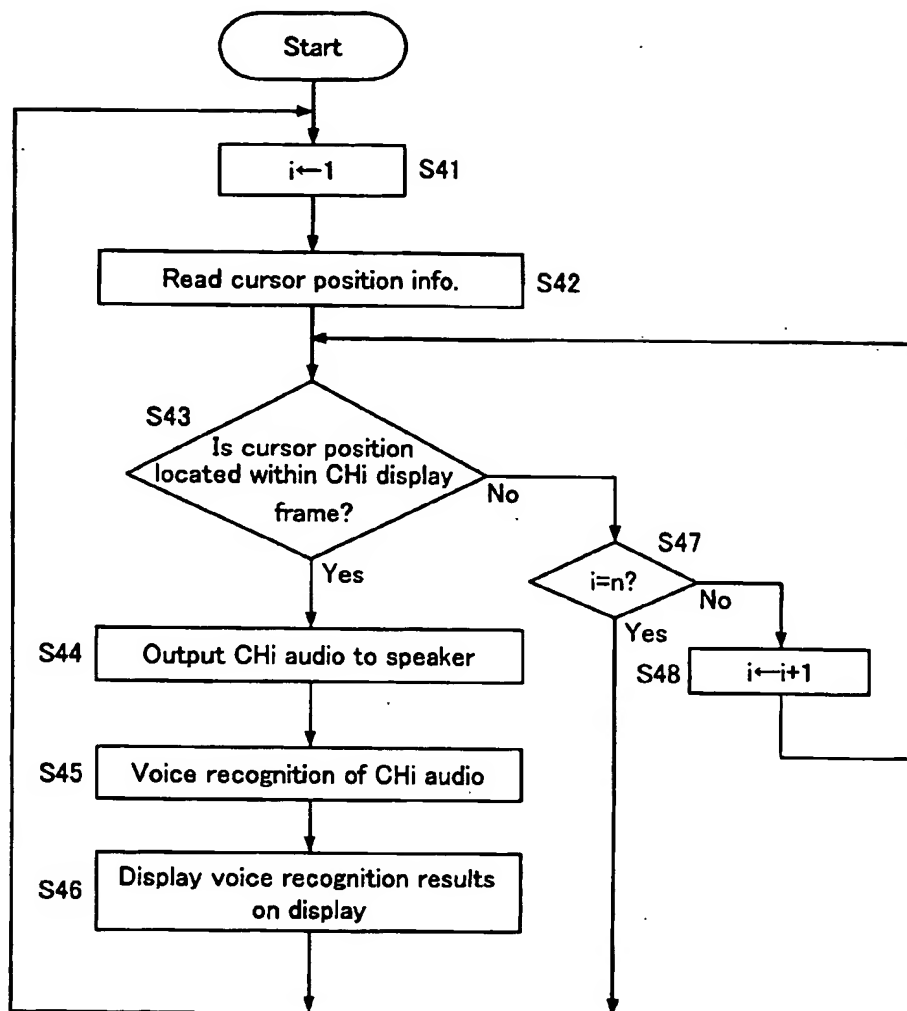 Start
i←1
S41
Read cursor position info.
S42
S43
Is cursor position
located within CHi display
frame?
No
Yes
S47
i=n?
No
Yes
S44
Output CHi audio to speaker
S48
i←i+1
S45
Voice recognition of CHi audio
S46
Display voice recognition results
on display